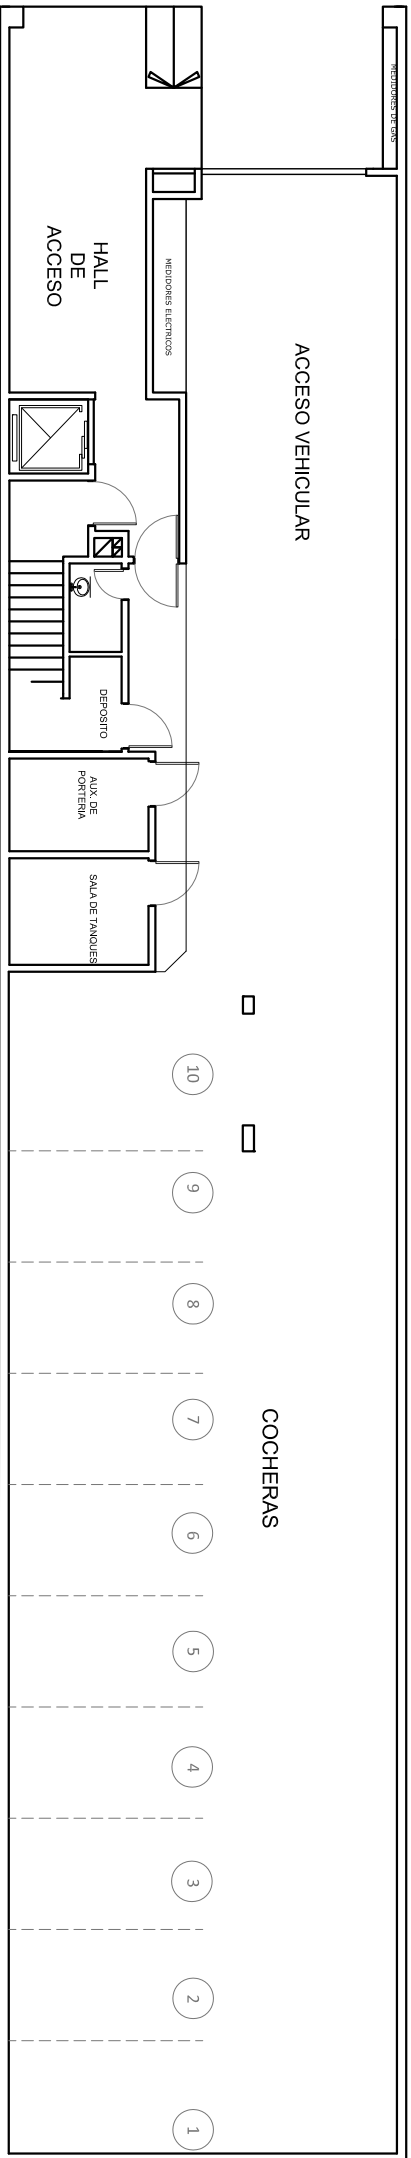 MEDIDORES DE GAS
HALL
DE
ACCESO
MEDIDORES ELECTRICOS
ACCESO VEHICULAR
DEPOSITO
AUX. DE
PORTERIA
SALA DE TANQUES
10
9
8
COCHERAS
7
6
5
4
3
2
1